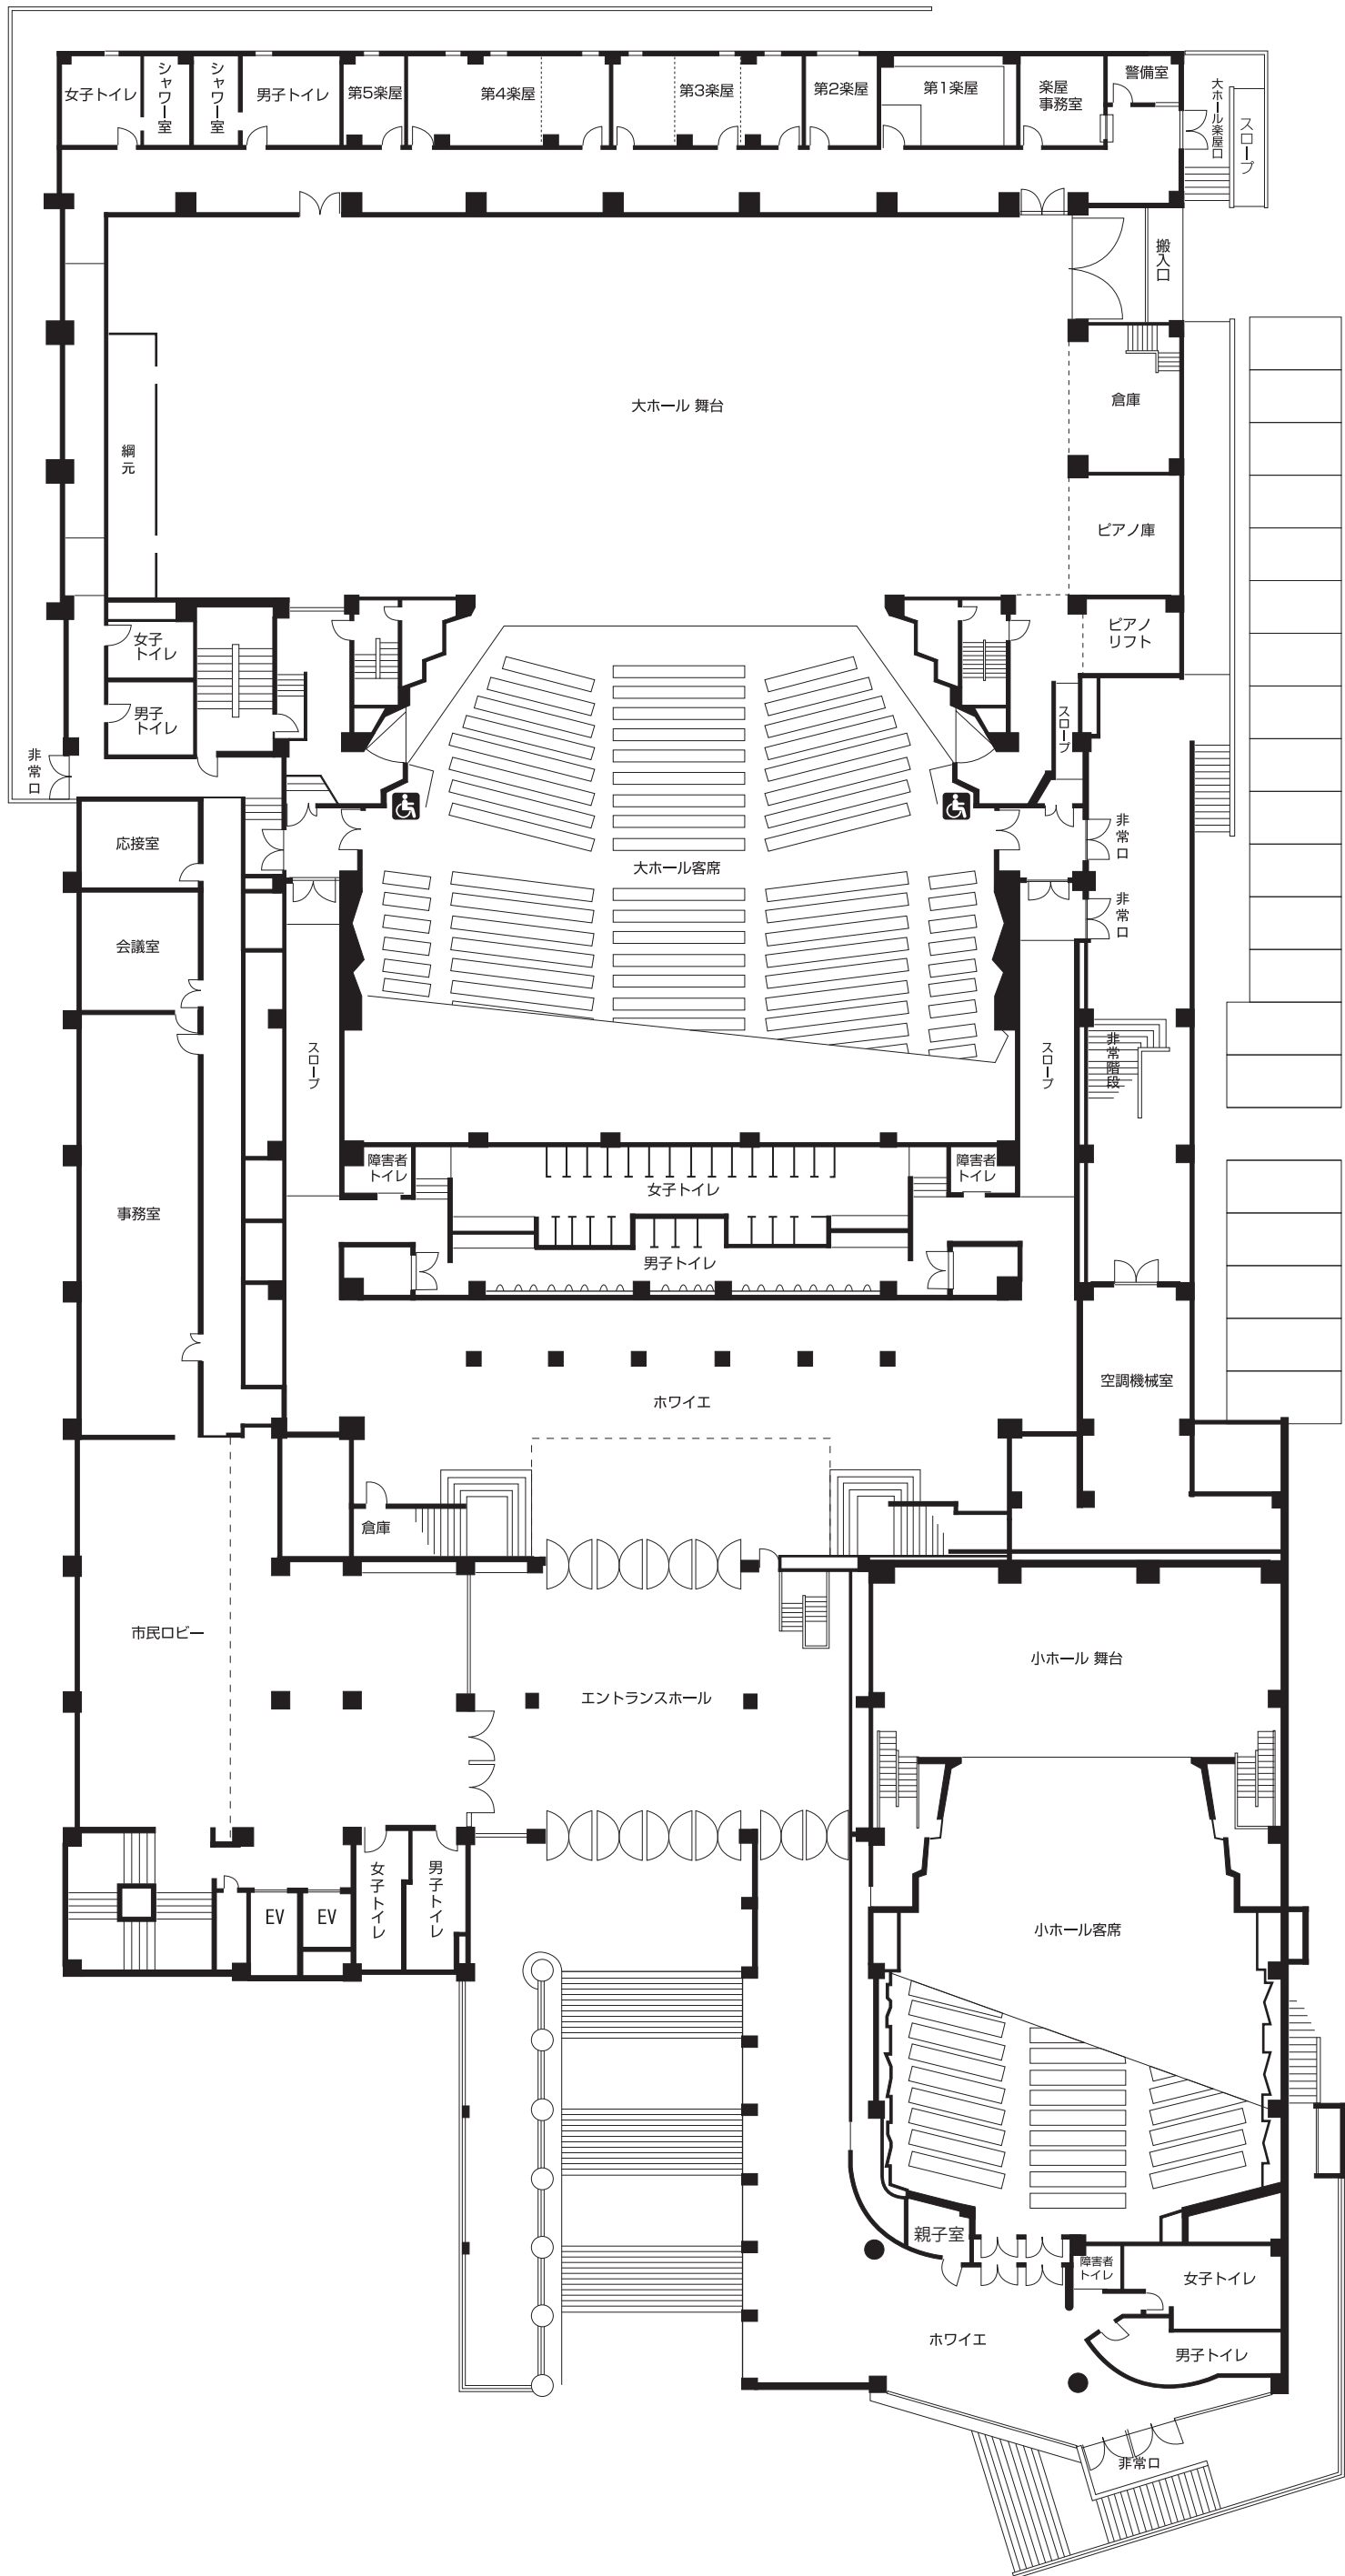 女子トイレ
シャワー室
シャワー室
男子トイレ
第5楽屋
第4楽屋
第3楽屋
第2楽屋
第1楽屋
楽屋
事務室
警備室
大ホール楽屋口
スロープ
搬入口
大ホール 舞台
倉庫
綱元
ピアノ庫
ピアノ
リフト
女子
トイレ
男子
トイレ
スロープ
非常口
応接室
大ホール客席
非常口
非常口
会議室
スロープ
スロープ
非常階段
障害者
トイレ
障害者
トイレ
女子トイレ
事務室
男子トイレ
空調機械室
ホワイエ
倉庫
市民ロビー
小ホール 舞台
エントランスホール
女子トイレ
男子トイレ
EV
EV
小ホール客席
親子室
障害者
トイレ
女子トイレ
ホワイエ
男子トイレ
非常口